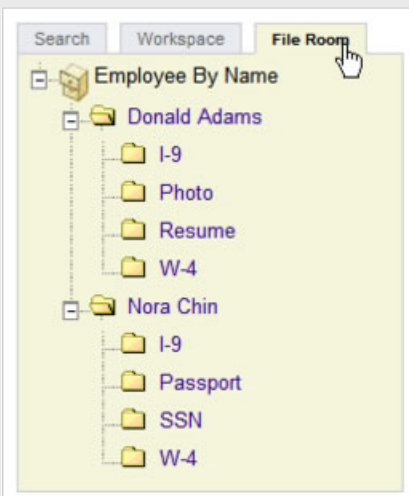 Search Workspace File Room
Employee By Name
Donald Adams
I-9
Photo
Resume
W-4
Nora Chin
I-9
Passport
SSN
W-4